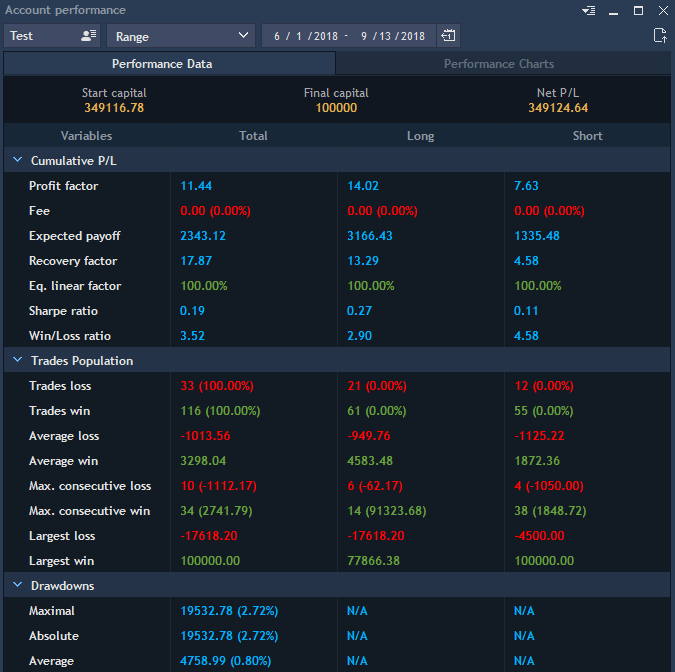 Account performance
Test Range 6 / 1 / 2018 - 9 / 13 / 2018
Performance Data Performance Charts
Start capital Final capital Net P/L
349116.78 100000 349124.64
Variables Total Long Short
Cumulative P/L
Profit factor 11.44 14.02 7.63
Fee 0.00 (0.00%) 0.00 (0.00%) 0.00 (0.00%)
Expected payoff 2343.12 3166.43 1335.48
Recovery factor 17.87 13.29 4.58
Eq. linear factor 100.00% 100.00% 100.00%
Sharpe ratio 0.19 0.27 0.11
Win/Loss ratio 3.52 2.90 4.58
Trades Population
Trades loss 33 (100.00%) 21 (0.00%) 12 (0.00%)
Trades win 116 (100.00%) 61 (0.00%) 55 (0.00%)
Average loss -1013.56 -949.76 -1125.22
Average win 3298.04 4583.48 1872.36
Max. consecutive loss 10 (-1112.17) 6 (-62.17) 4 (-1050.00)
Max. consecutive win 34 (2741.79) 14 (91323.68) 38 (1848.72)
Largest loss -17618.20 -17618.20 -4500.00
Largest win 100000.00 77866.38 100000.00
Drawdowns
Maximal 19532.78 (2.72%) N/A N/A
Absolute 19532.78 (2.72%) N/A N/A
Average 4758.99 (0.80%) N/A N/A